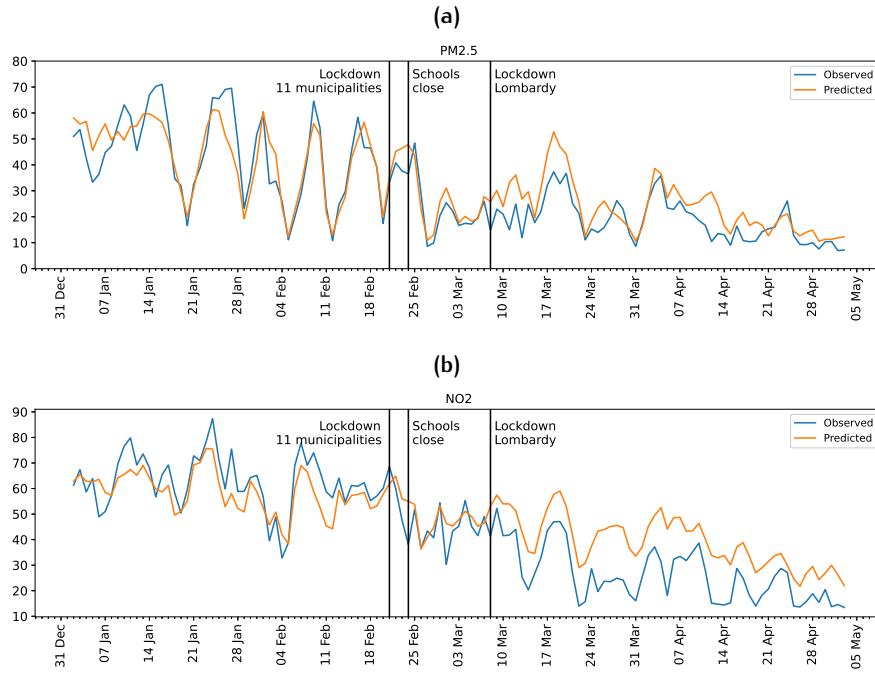 (a)
PM2.5
80
70
60
50
40
30
20
10
0
Lockdown
11 municipalities
Schools
close
Lockdown
Lombardy
Observed
Predicted
31 Dec
07 Jan
14 Jan
21 Jan
28 Jan
04 Feb
11 Feb
18 Feb
25 Feb
03 Mar
10 Mar
17 Mar
24 Mar
31 Mar
07 Apr
14 Apr
21 Apr
28 Apr
05 May
(b)
NO2
90
80
70
60
50
40
30
20
10
Lockdown
11 municipalities
Schools
close
Lockdown
Lombardy
Observed
Predicted
31 Dec
07 Jan
14 Jan
21 Jan
28 Jan
04 Feb
11 Feb
18 Feb
25 Feb
03 Mar
10 Mar
17 Mar
24 Mar
31 Mar
07 Apr
14 Apr
21 Apr
28 Apr
05 May